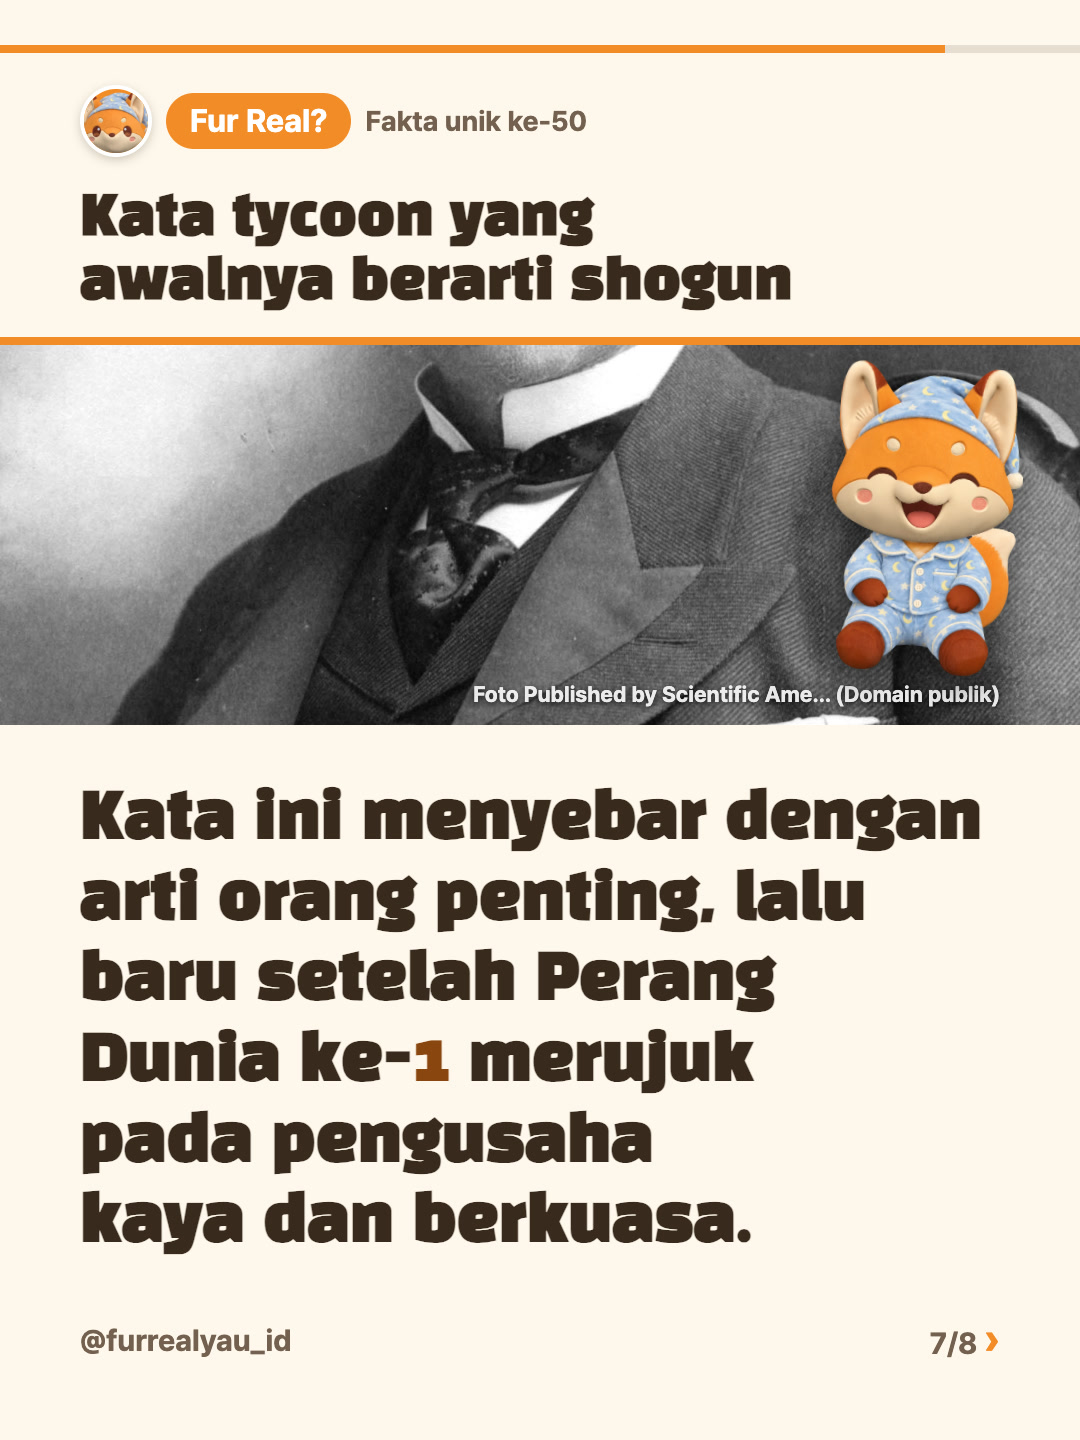 Fur Real?
Fakta unik ke-50
Kata tycoon yang
awalnya berarti shogun
Foto Published by Scientific Ame... (Domain publik)
Kata ini menyebar dengan
arti orang penting, lalu
baru setelah Perang
Dunia ke-1 merujuk
pada pengusaha
kaya dan berkuasa.
@furrealyau_id
7/8 ›